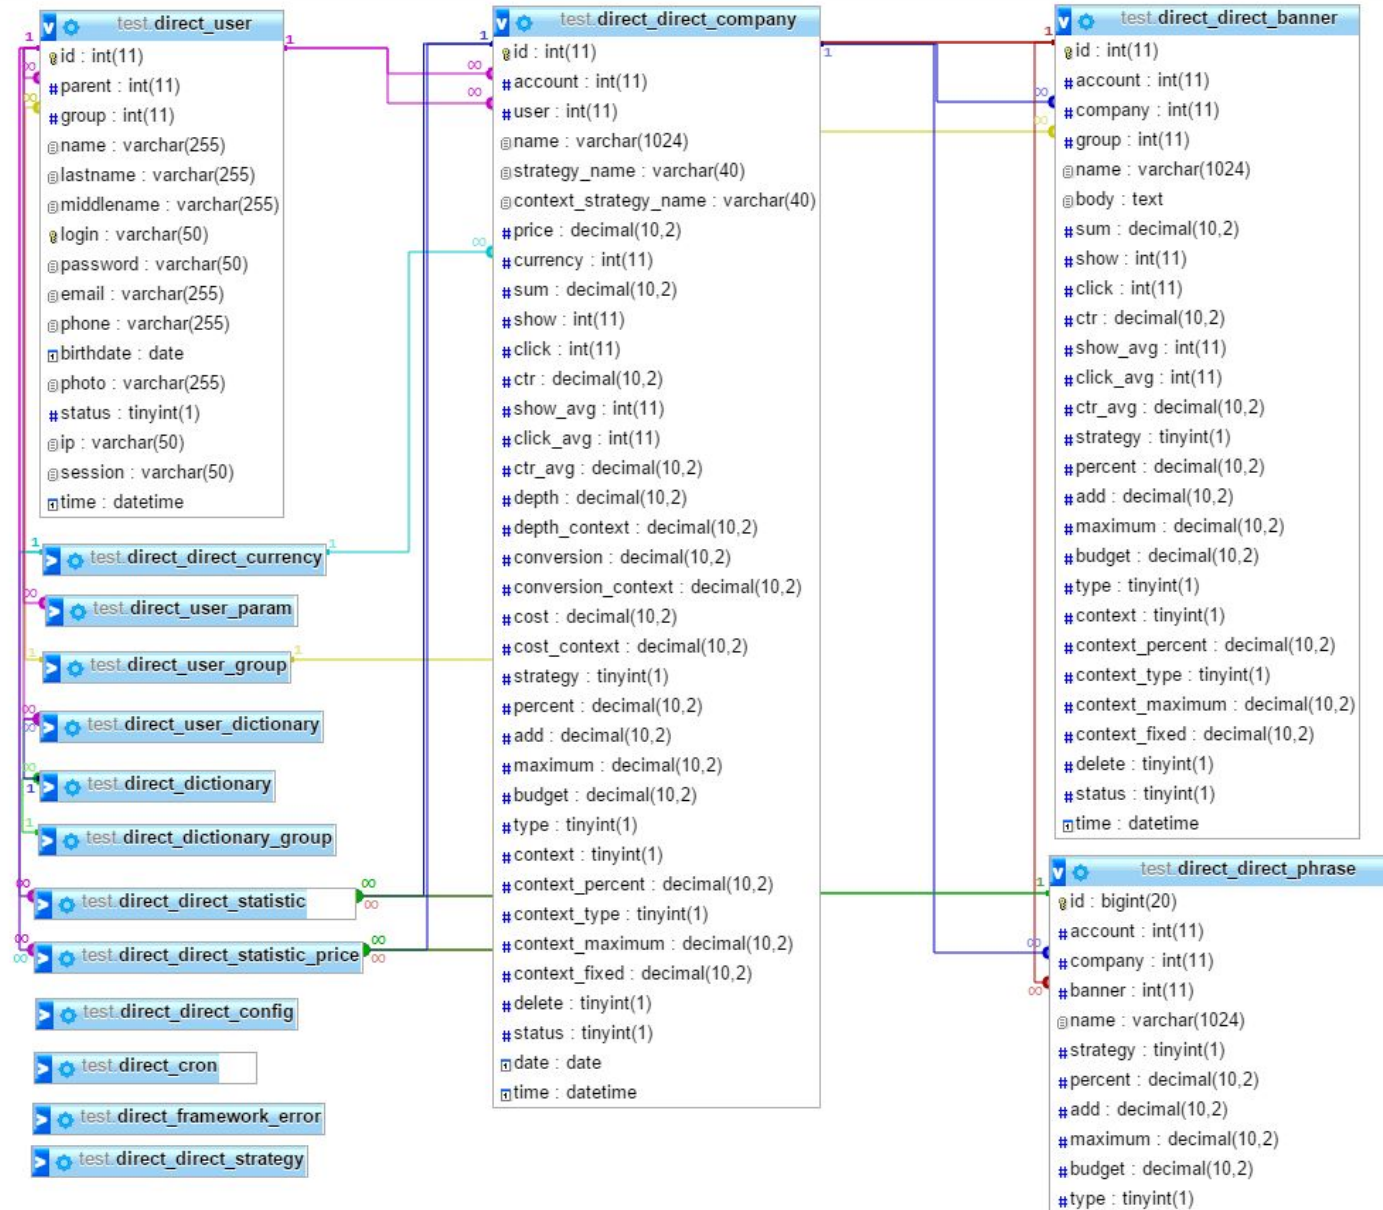 test.direct_user
id : int(11)
parent : int(11)
group : int(11)
name : varchar(255)
lastname : varchar(255)
middlename : varchar(255)
login : varchar(50)
password : varchar(50)
email : varchar(255)
phone : varchar(255)
birthdate : date
photo : varchar(255)
status : tinyint(1)
ip : varchar(50)
session : varchar(50)
time : datetime
test.direct_direct_currency
test.direct_user_param
test.direct_user_group
test.direct_user_dictionary
test.direct_dictionary
test.direct_dictionary_group
test.direct_direct_statistic
test.direct_direct_statistic_price
test.direct_direct_config
test.direct_cron
test.direct_framework_error
test.direct_direct_strategy
test.direct_direct_company
id : int(11)
account : int(11)
user : int(11)
name : varchar(1024)
strategy_name : varchar(40)
context_strategy_name : varchar(40)
price : decimal(10,2)
currency : int(11)
sum : decimal(10,2)
show : int(11)
click : int(11)
ctr : decimal(10,2)
show_avg : int(11)
click_avg : int(11)
ctr_avg : decimal(10,2)
depth : decimal(10,2)
depth_context : decimal(10,2)
conversion : decimal(10,2)
conversion_context : decimal(10,2)
cost : decimal(10,2)
cost_context : decimal(10,2)
strategy : tinyint(1)
percent : decimal(10,2)
add : decimal(10,2)
maximum : decimal(10,2)
budget : decimal(10,2)
type : tinyint(1)
context : tinyint(1)
context_percent : decimal(10,2)
context_type : tinyint(1)
context_maximum : decimal(10,2)
context_fixed : decimal(10,2)
delete : tinyint(1)
status : tinyint(1)
date : date
time : datetime
test.direct_direct_banner
id : int(11)
account : int(11)
company : int(11)
group : int(11)
name : varchar(1024)
body : text
sum : decimal(10,2)
show : int(11)
click : int(11)
ctr : decimal(10,2)
show_avg : int(11)
click_avg : int(11)
ctr_avg : decimal(10,2)
strategy : tinyint(1)
percent : decimal(10,2)
add : decimal(10,2)
maximum : decimal(10,2)
budget : decimal(10,2)
type : tinyint(1)
context : tinyint(1)
context_percent : decimal(10,2)
context_type : tinyint(1)
context_maximum : decimal(10,2)
context_fixed : decimal(10,2)
delete : tinyint(1)
status : tinyint(1)
time : datetime
test.direct_direct_phrase
id : bigint(20)
account : int(11)
company : int(11)
banner : int(11)
name : varchar(1024)
strategy : tinyint(1)
percent : decimal(10,2)
add : decimal(10,2)
maximum : decimal(10,2)
budget : decimal(10,2)
type : tinyint(1)